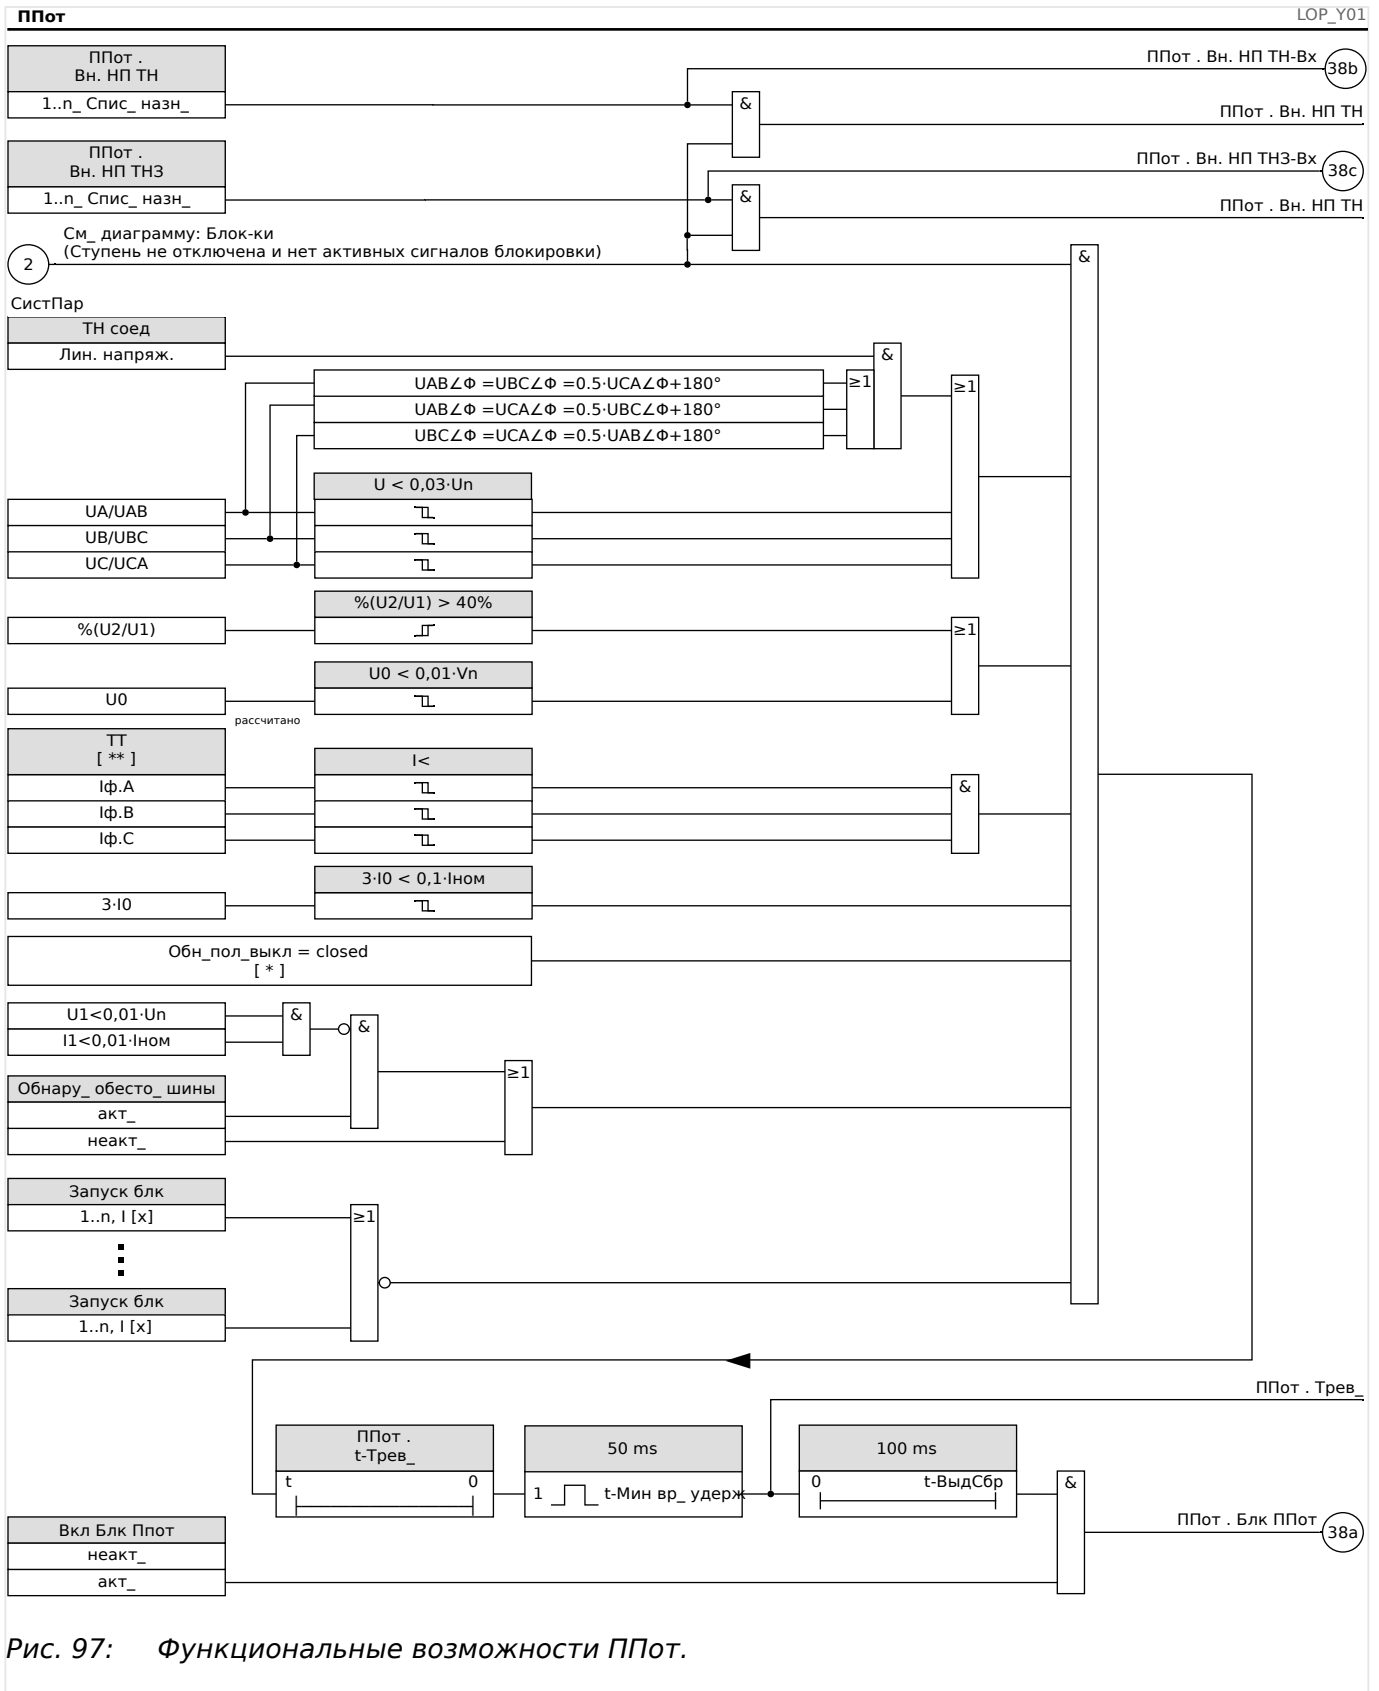 ППот
LOP_Y01
ППот .
Вн. НП ТН
1..n_ Спис_ назн_
ППот . Вн. НП ТН-Вх
38b
&
ППот . Вн. НП ТН
ППот .
Вн. НП ТНЗ
1..n_ Спис_ назн_
ППот . Вн. НП ТНЗ-Вх
38c
&
ППот . Вн. НП ТН
См_ диаграмму: Блок-ки
(Ступень не отключена и нет активных сигналов блокировки)
2
&
СистПар
ТН соед
Лин. напряж.
&
UAB∠Φ =UBC∠Φ =0.5·UCA∠Φ+180°
≥1
≥1
UAB∠Φ =UCA∠Φ =0.5·UBC∠Φ+180°
UBC∠Φ =UCA∠Φ =0.5·UAB∠Φ+180°
U < 0,03·Un
UA/UAB
UB/UBC
UC/UCA
%(U2/U1) > 40%
%(U2/U1)
≥1
U0 < 0,01·Vn
U0
рассчитано
ТТ
[ ** ]
I<
Iф.A
&
Iф.B
Iф.C
3·I0 < 0,1·Iном
3·I0
Обн_пол_выкл = closed
[ * ]
U1<0,01·Un
&
&
I1<0,01·Iном
≥1
Обнару_ обесто_ шины
акт_
неакт_
Запуск блк
1..n, I [x]
≥1
Запуск блк
1..n, I [x]
ППот . Трев_
ППот .
t-Трев_
50 ms
100 ms
t
0
1
t-Мин вр_ удерж
0
t-ВыдСбр
&
Вкл Блк Ппот
неакт_
акт_
ППот . Блк ППот
38a
Рис. 97: Функциональные возможности ППот.